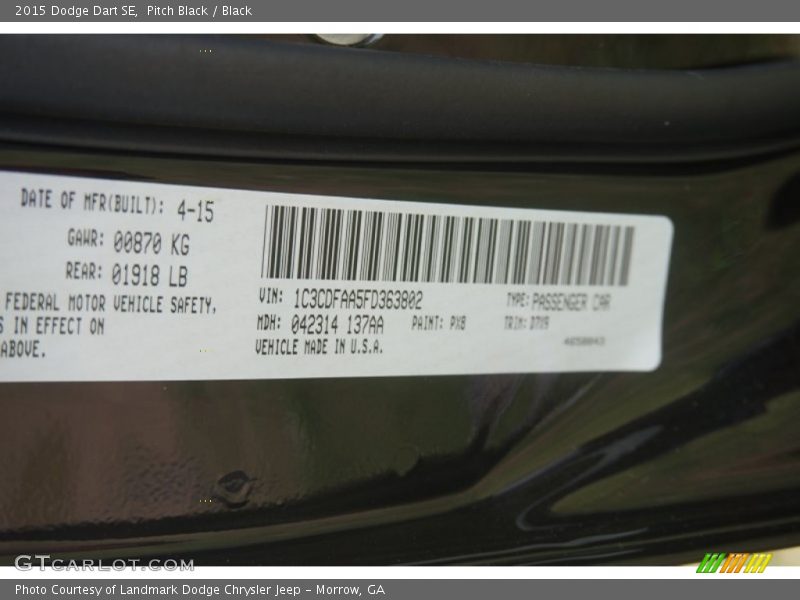 2015 Dodge Dart SE, Pitch Black / Black
DATE OF MFR(BUILT): 4-15
GAWR: 00870 KG
REAR: 01918 LB
FEDERAL MOTOR VEHICLE SAFETY,
S IN EFFECT ON
ABOVE.
VIN: 1C3CDFAA5FD363802
TYPE: PASSENGER CAR
MDH: 042314 137AA
PAINT: PX8
TRIM: D7X9
VEHICLE MADE IN U.S.A.
GTCARLOT.COM
Photo Courtesy of Landmark Dodge Chrysler Jeep - Morrow, GA